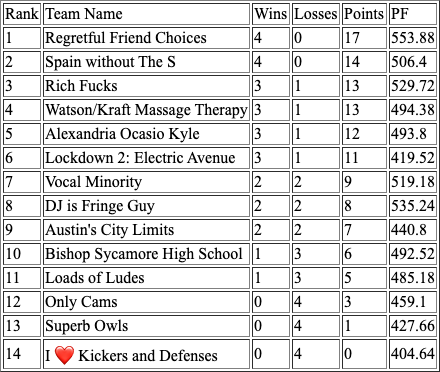 Rank Team Name Wins Losses Points PF
1 Regretful Friend Choices 4 0 17 553.88
2 Spain without The S 4 0 14 506.4
3 Rich Fucks 3 1 13 529.72
4 Watson/Kraft Massage Therapy 3 1 13 494.38
5 Alexandria Ocasio Kyle 3 1 12 493.8
6 Lockdown 2: Electric Avenue 3 1 11 419.52
7 Vocal Minority 2 2 9 519.18
8 DJ is Fringe Guy 2 2 8 535.24
9 Austin's City Limits 2 2 7 440.8
10 Bishop Sycamore High School 1 3 6 492.52
11 Loads of Ludes 1 3 5 485.18
12 Only Cams 0 4 3 459.1
13 Superb Owls 0 4 1 427.66
14 I ❤️ Kickers and Defenses 0 4 0 404.64